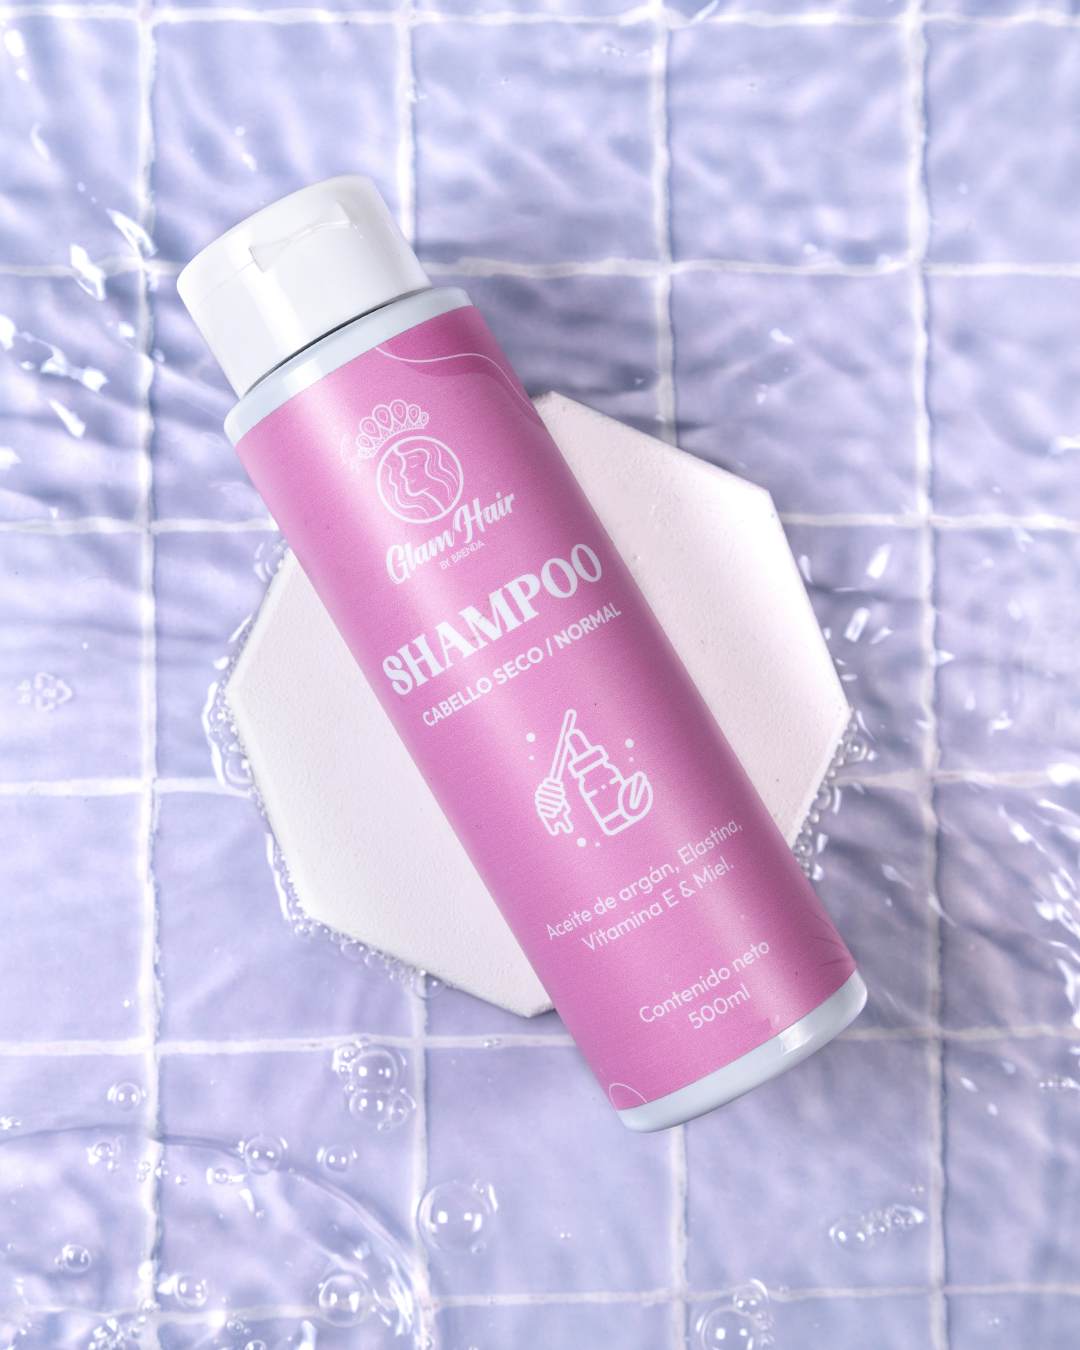 Glam Hair
BY BRENDA
SHAMPOO
CABELLO SECO / NORMAL
Aceite de argán, Elastina,
Vitamina E & Miel.
Contenido neto
500ml